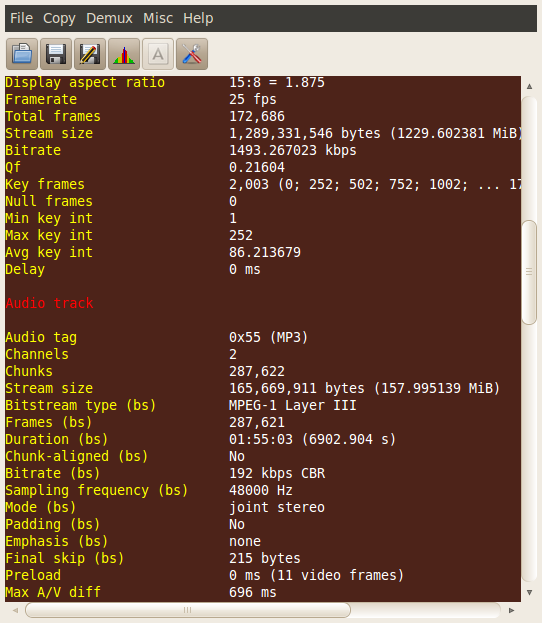 File Copy Demux Misc Help
A
Display aspect ratio 15:8 = 1.875
Framerate 25 fps
Total frames 172,686
Stream size 1,289,331,546 bytes (1229.602381 MiB)
Bitrate 1493.267023 kbps
Qf 0.21604
Key frames 2,003 (0; 252; 502; 752; 1002; ... 17
Null frames 0
Min key int 1
Max key int 252
Avg key int 86.213679
Delay 0 ms
Audio track
Audio tag 0x55 (MP3)
Channels 2
Chunks 287,622
Stream size 165,669,911 bytes (157.995139 MiB)
Bitstream type (bs) MPEG-1 Layer III
Frames (bs) 287,621
Duration (bs) 01:55:03 (6902.904 s)
Chunk-aligned (bs) No
Bitrate (bs) 192 kbps CBR
Sampling frequency (bs) 48000 Hz
Mode (bs) joint stereo
Padding (bs) No
Emphasis (bs) none
Final skip (bs) 215 bytes
Preload 0 ms (11 video frames)
Max A/V diff 696 ms